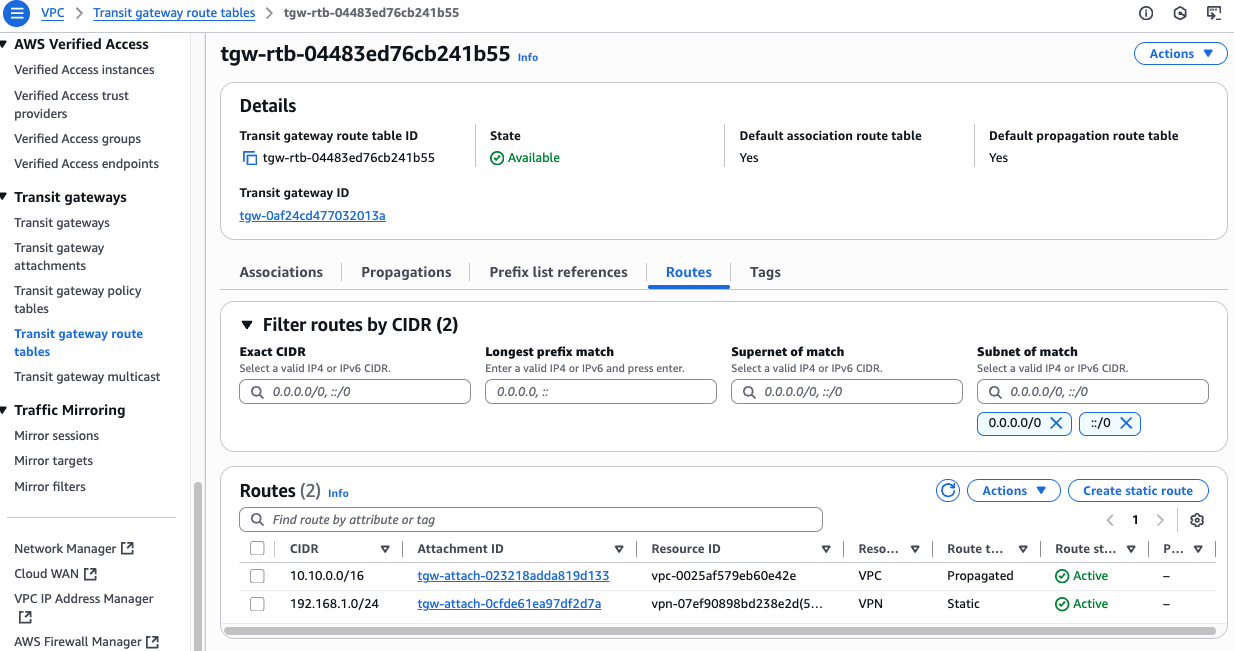 VPC > Transit gateway route tables > tgw-rtb-04483ed76cb241b55
AWS Verified Access
Verified Access instances
Verified Access trust
providers
Verified Access groups
Verified Access endpoints
Transit gateways
Transit gateways
Transit gateway
attachments
Transit gateway policy
tables
Transit gateway route
tables
Transit gateway multicast
Traffic Mirroring
Mirror sessions
Mirror targets
Mirror filters
Network Manager
Cloud WAN
VPC IP Address Manager
AWS Firewall Manager
tgw-rtb-04483ed76cb241b55 Info
Actions
Details
Transit gateway route table ID
tgw-rtb-04483ed76cb241b55
State
Available
Default association route table
Yes
Default propagation route table
Yes
Transit gateway ID
tgw-0af24cd477032013a
Associations Propagations Prefix list references Routes Tags
Filter routes by CIDR (2)
Exact CIDR
Select a valid IP4 or IPv6 CIDR.
0.0.0.0/0, ::/0
Longest prefix match
Enter a valid IP4 or IPv6 and press enter.
0.0.0.0, ::
Supernet of match
Select a valid IP4 or IPv6 CIDR.
0.0.0.0/0, ::/0
Subnet of match
Select a valid IP4 or IPv6 CIDR.
0.0.0.0/0, ::/0
0.0.0.0/0 ::/0
Routes (2) Info
Actions Create static route
Find route by attribute or tag
1
CIDR Attachment ID Resource ID Reso... Route t... Route st... P...
10.10.0.0/16 tgw-attach-023218adda819d133 vpc-0025af579eb60e42e VPC Propagated Active –
192.168.1.0/24 tgw-attach-0cfde61ea97df2d7a vpn-07ef90898bd238e2d(5... VPN Static Active –